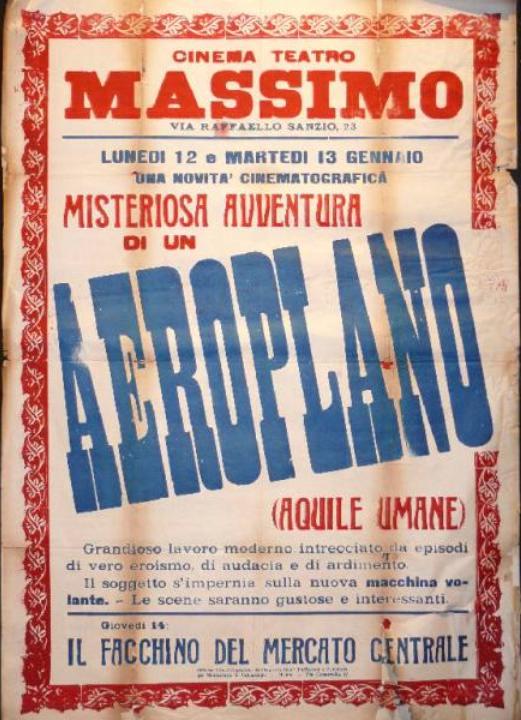 CINEMA TEATRO
MASSIMO
VIA RAFFAELLO SANZIO, 23
LUNEDI 12 e MARTEDI 13 GENNAIO
UNA NOVITA' CINEMATOGRAFICA
MISTERIOSA AVVENTURA
DI UN
AEROPLANO
(AQUILE UMANE)
Grandioso lavoro moderno intrecciato da episodi
di vero eroismo, di audacia e di ardimento.
Il soggetto s'impernia sulla nuova macchina vo-
lante. - Le scene saranno gustose e interessanti.
Giovedi 14:
IL FACCHINO DEL MERCATO CENTRALE